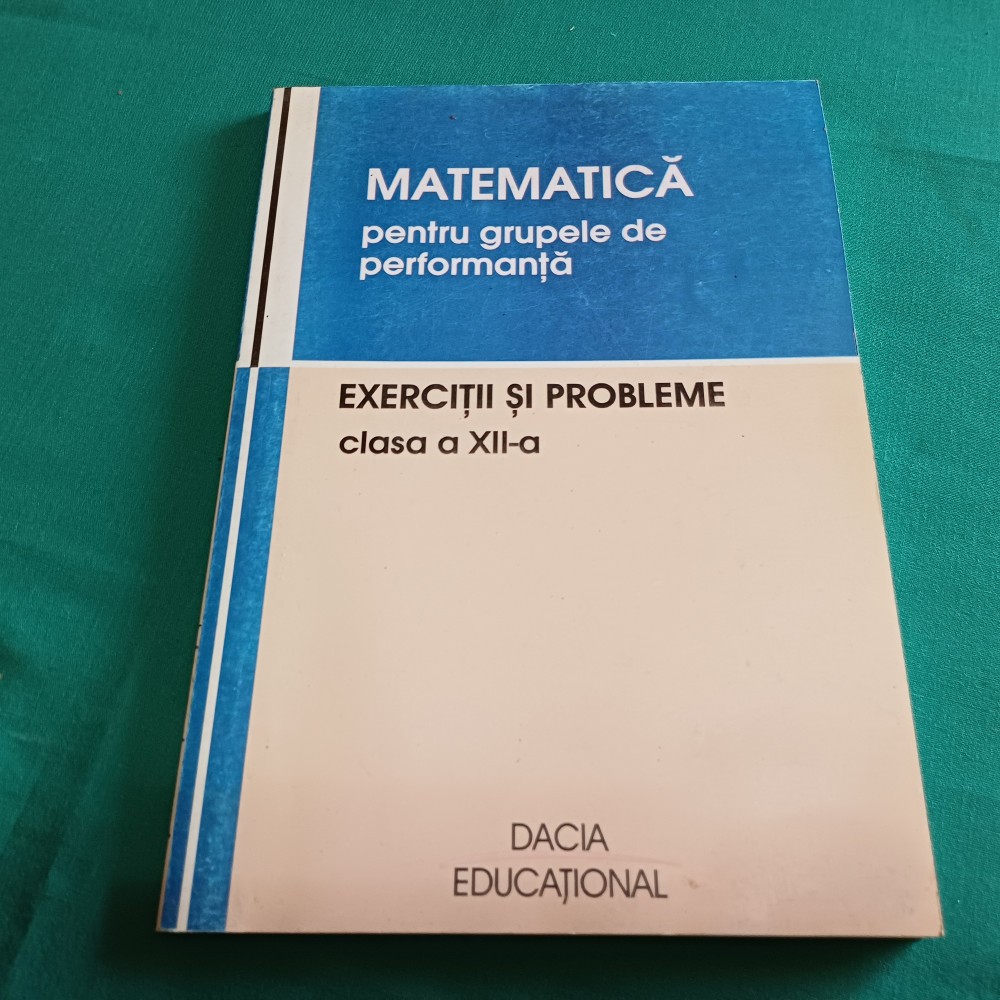 MATEMATICĂ
pentru grupele de
performanță
EXERCIȚII ȘI PROBLEME
clasa a XII-a
DACIA
EDUCAȚIONAL